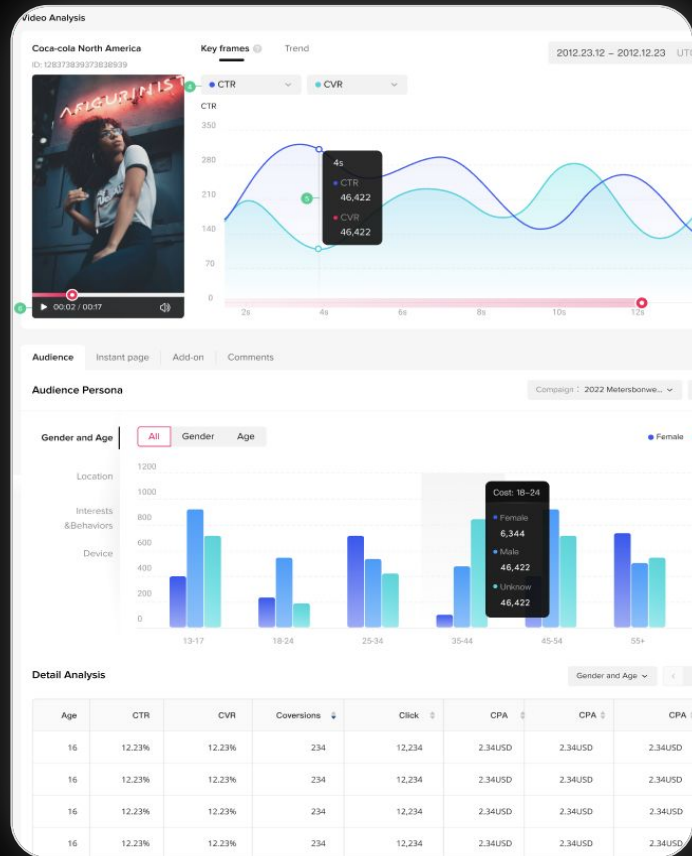 Video Analysis
Coca-cola North America
ID: 128373839373838939
Key frames
Trend
2012.23.12 – 2012.12.23 UTC
4
CTR
CVR
CTR
350
280
210
140
70
0
4s
CTR
46,422
CVR
46,422
5
2s
4s
6s
8s
10s
12s
00:02 / 00:17
Audience
Instant page
Add-on
Comments
Audience Persona
Campaign : 2022 Metersbonwe...
Gender and Age
Location
Interests
&Behaviors
Device
All
Gender
Age
Female
1200
1000
800
600
400
200
0
Cost: 18–24
Female
6,344
Male
46,422
Unknow
46,422
13-17
18-24
25-34
35-44
45-54
55+
Detail Analysis
Gender and Age
Age CTR CVR Coversions Click CPA CPA CPA
16 12.23% 12.23% 234 12,234 2.34USD 2.34USD 2.34USD
16 12.23% 12.23% 234 12,234 2.34USD 2.34USD 2.34USD
16 12.23% 12.23% 234 12,234 2.34USD 2.34USD 2.34USD
16 12.23% 12.23% 234 12,234 2.34USD 2.34USD 2.34USD